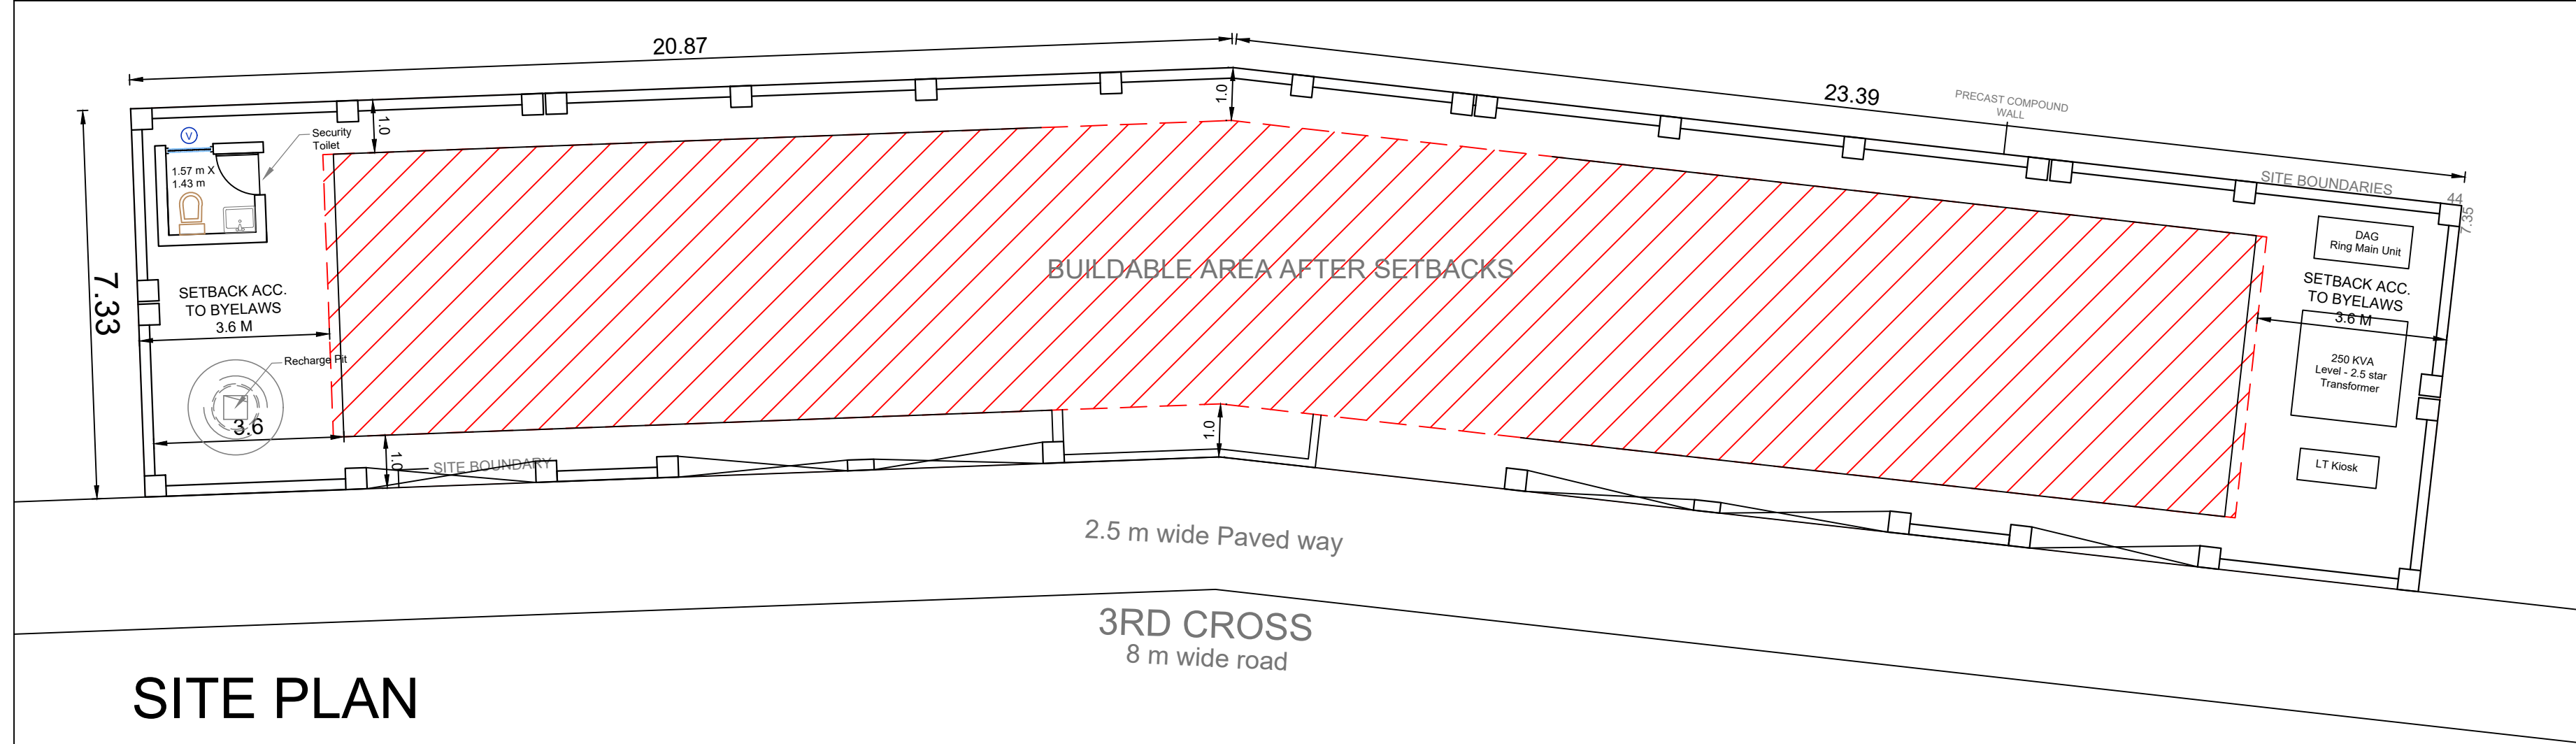 20.87
23.39
PRECAST COMPOUND
WALL
1.0
1.0
V
Security
Toilet
1.57 m X
1.43 m
SITE BOUNDARIES
44
7.35
DAG
Ring Main Unit
BUILDABLE AREA AFTER SETBACKS
7.33
SETBACK ACC.
TO BYELAWS
3.6 M
SETBACK ACC.
TO BYELAWS
3.6 M
Recharge Pit
250 KVA
Level - 2.5 star
Transformer
3.6
1.0
1.0
SITE BOUNDARY
LT Kiosk
2.5 m wide Paved way
3RD CROSS
8 m wide road
SITE PLAN